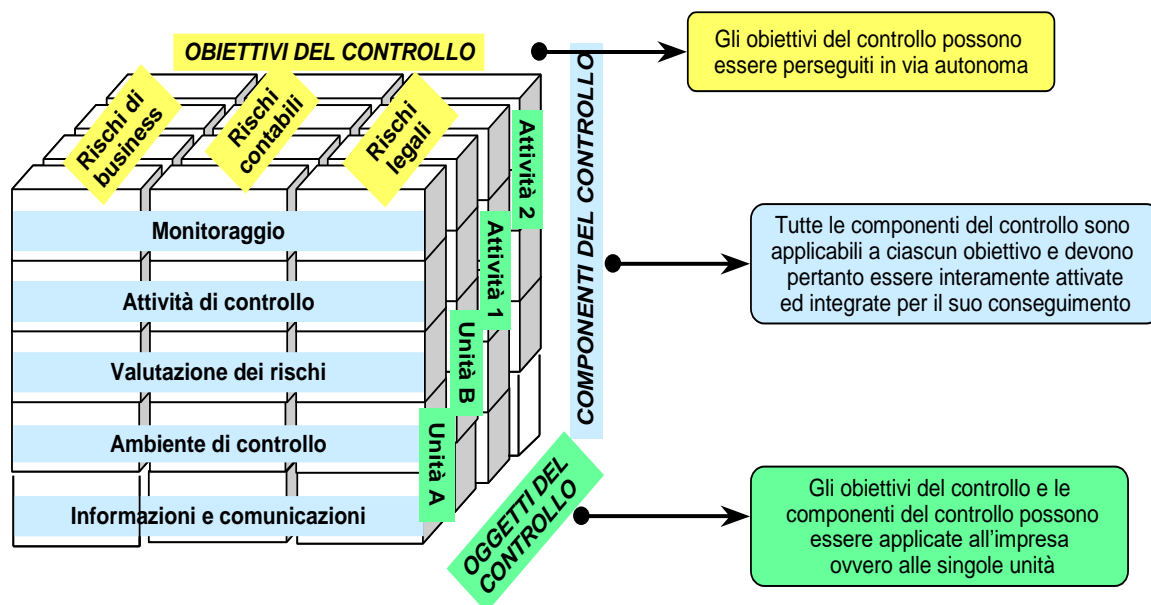 OBIETTIVI DEL CONTROLLO
Rischi di
business
Rischi
contabili
Rischi
legali
Monitoraggio
Attività di controllo
Valutazione dei rischi
Ambiente di controllo
Informazioni e comunicazioni
Attività 2
Attività 1
Unità B
Unità A
COMPONENTI DEL CONTROLLO
OGGETTI DEL
CONTROLLO
Gli obiettivi del controllo possono
essere perseguiti in via autonoma
Tutte le componenti del controllo sono
applicabili a ciascun obiettivo e devono
pertanto essere interamente attivate
ed integrate per il suo conseguimento
Gli obiettivi del controllo e le
componenti del controllo possono
essere applicate all'impresa
ovvero alle singole unità